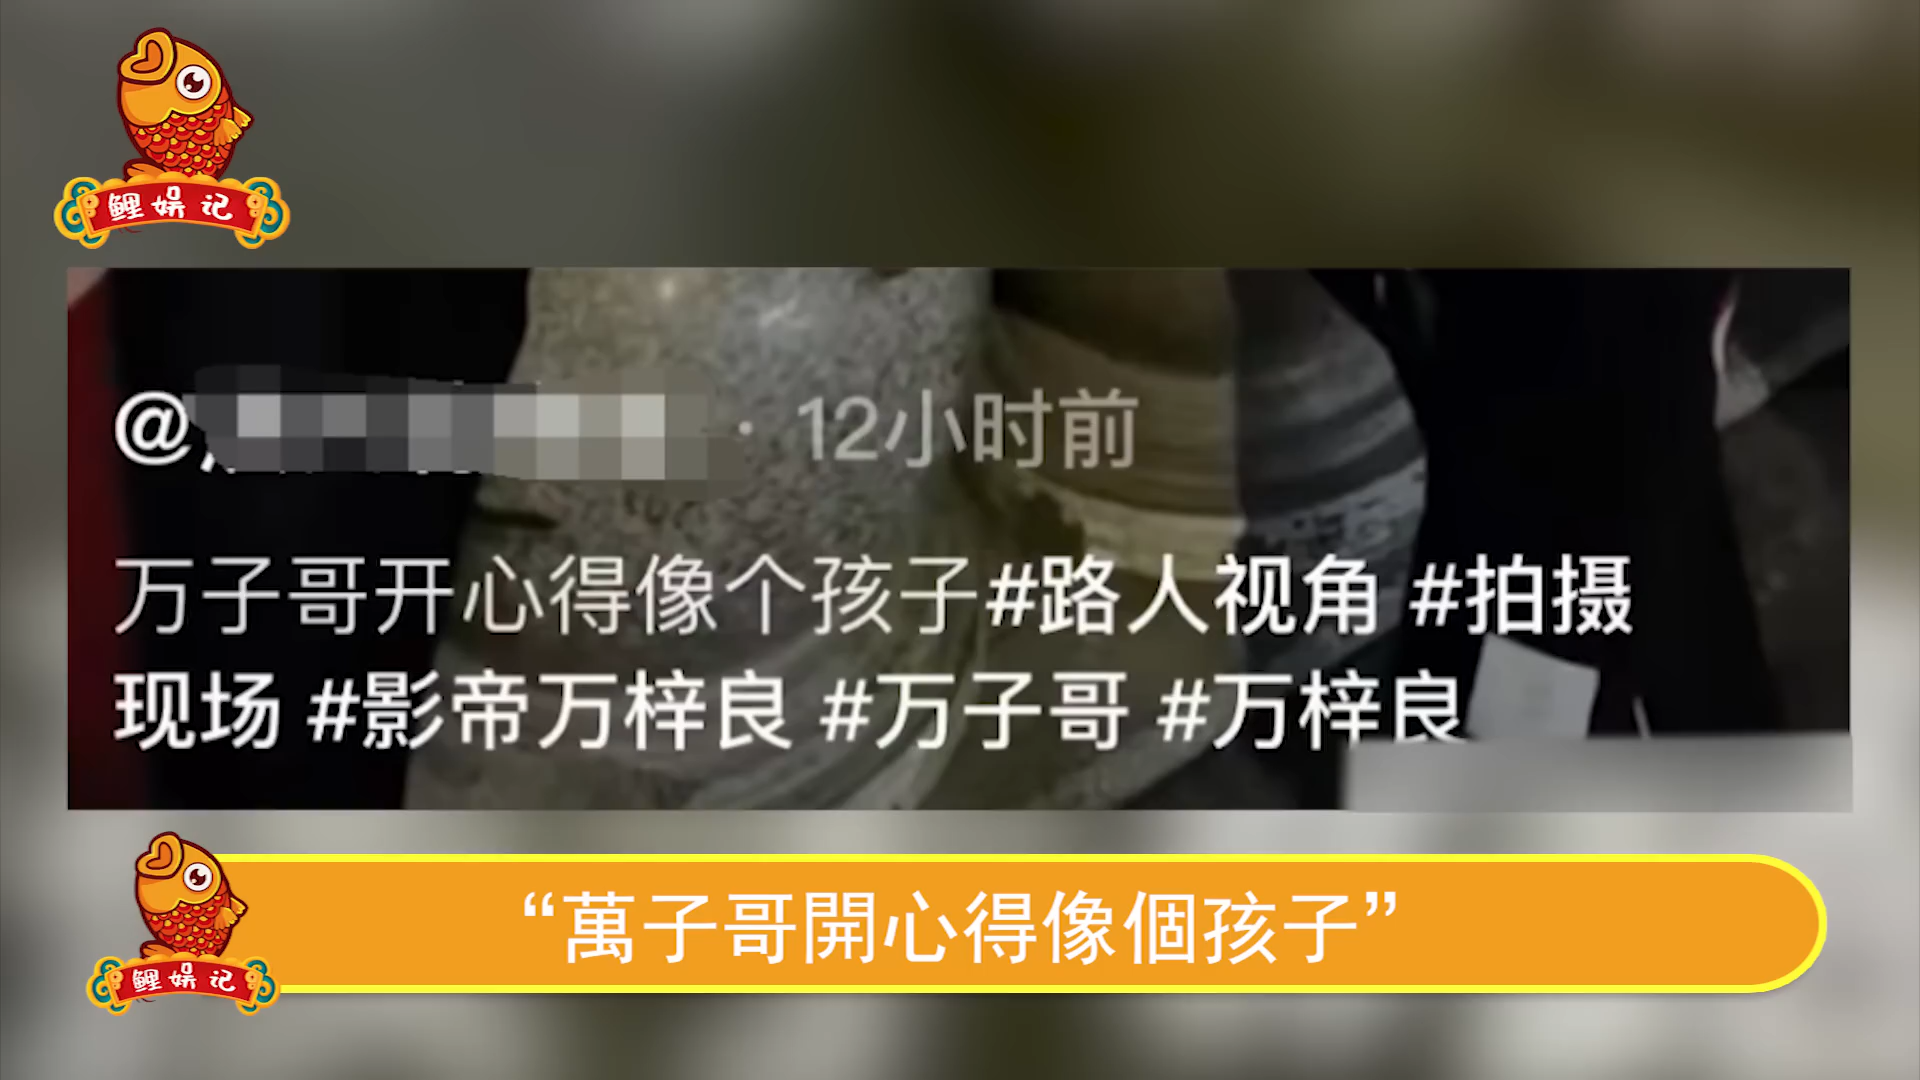 鲤娱记
@ · 12小时前
万子哥开心得像个孩子#路人视角 #拍摄
现场 #影帝万梓良 #万子哥 #万梓良
“萬子哥開心得像個孩子”
鲤娱记